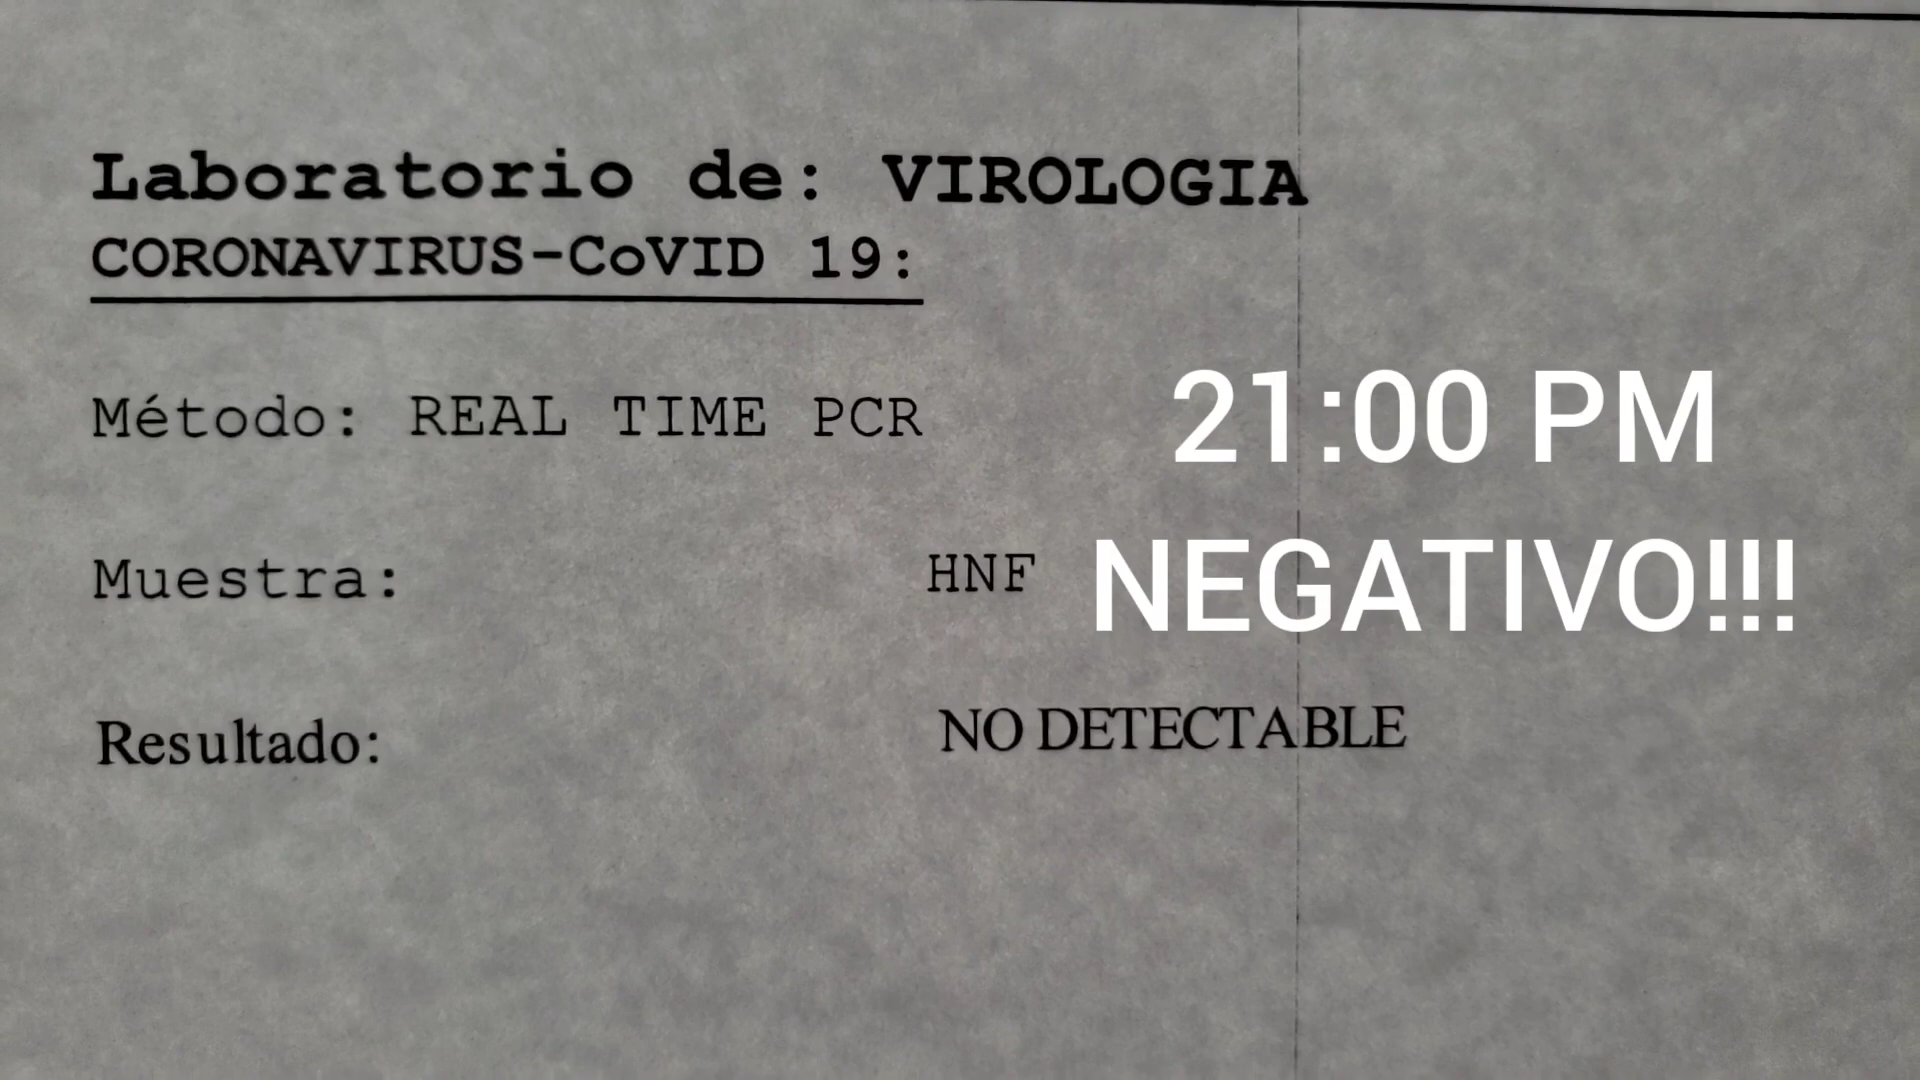 Laboratorio de: VIROLOGIA
CORONAVIRUS-CoVID 19:
Método: REAL TIME PCR
21:00 PM
Muestra: HNF
NEGATIVO!!!
Resultado: NO DETECTABLE